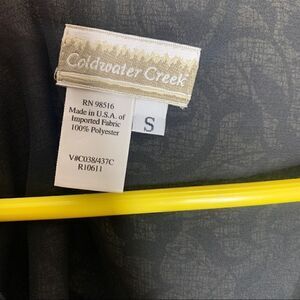 Coldwater Creek
RN 98516
Made in U.S.A. of
Imported Fabric
100% Polyester
S
V#C038/437C
R10611